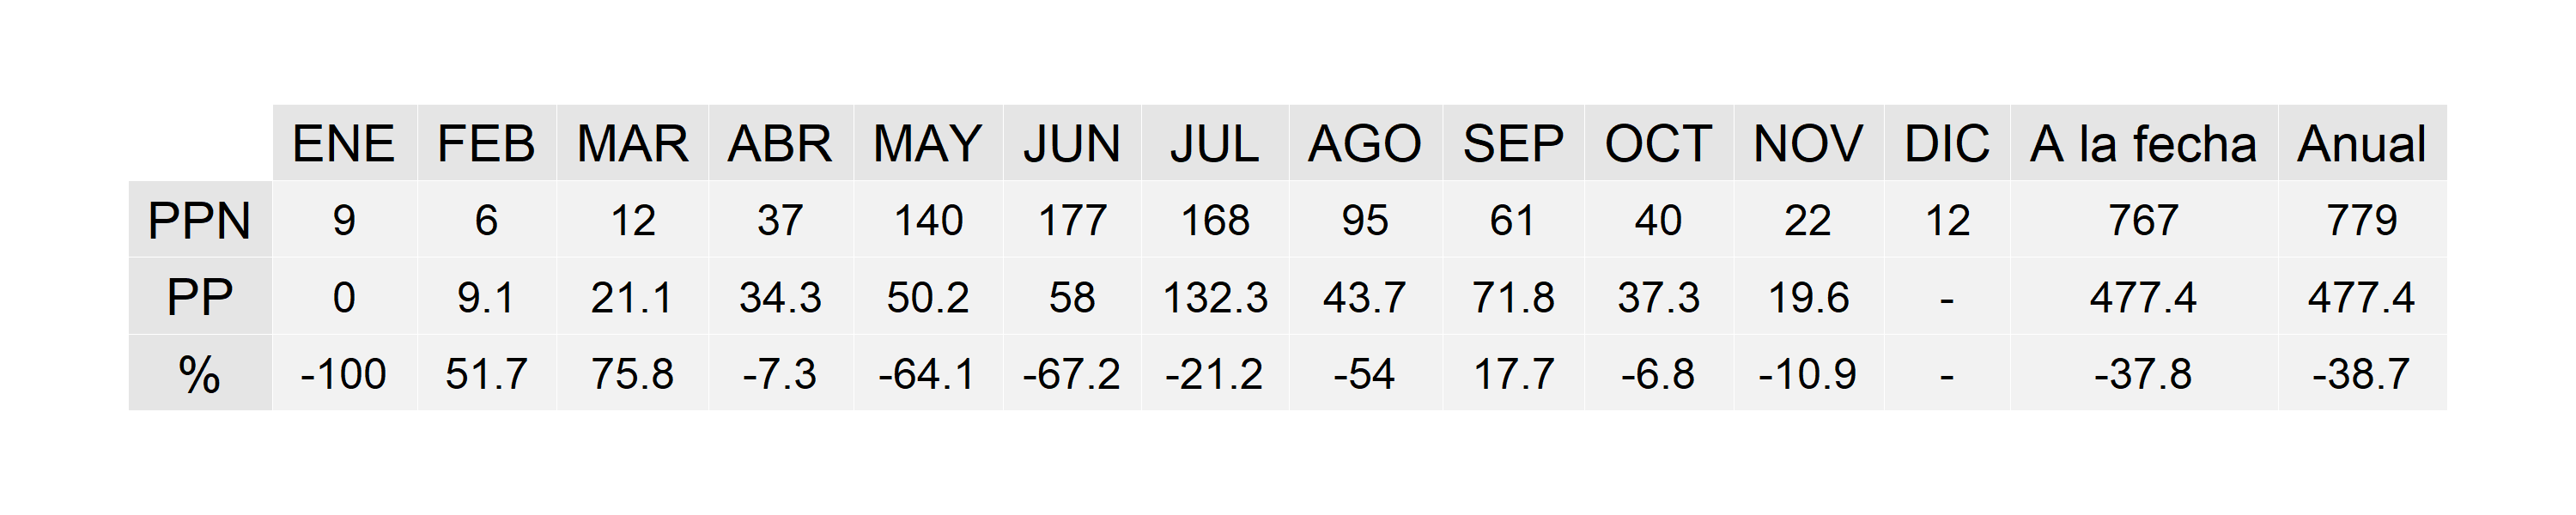 ENE FEB MAR ABR MAY JUN JUL AGO SEP OCT NOV DIC A la fecha Anual
PPN 9 6 12 37 140 177 168 95 61 40 22 12 767 779
PP 0 9.1 21.1 34.3 50.2 58 132.3 43.7 71.8 37.3 19.6 - 477.4 477.4
% -100 51.7 75.8 -7.3 -64.1 -67.2 -21.2 -54 17.7 -6.8 -10.9 - -37.8 -38.7